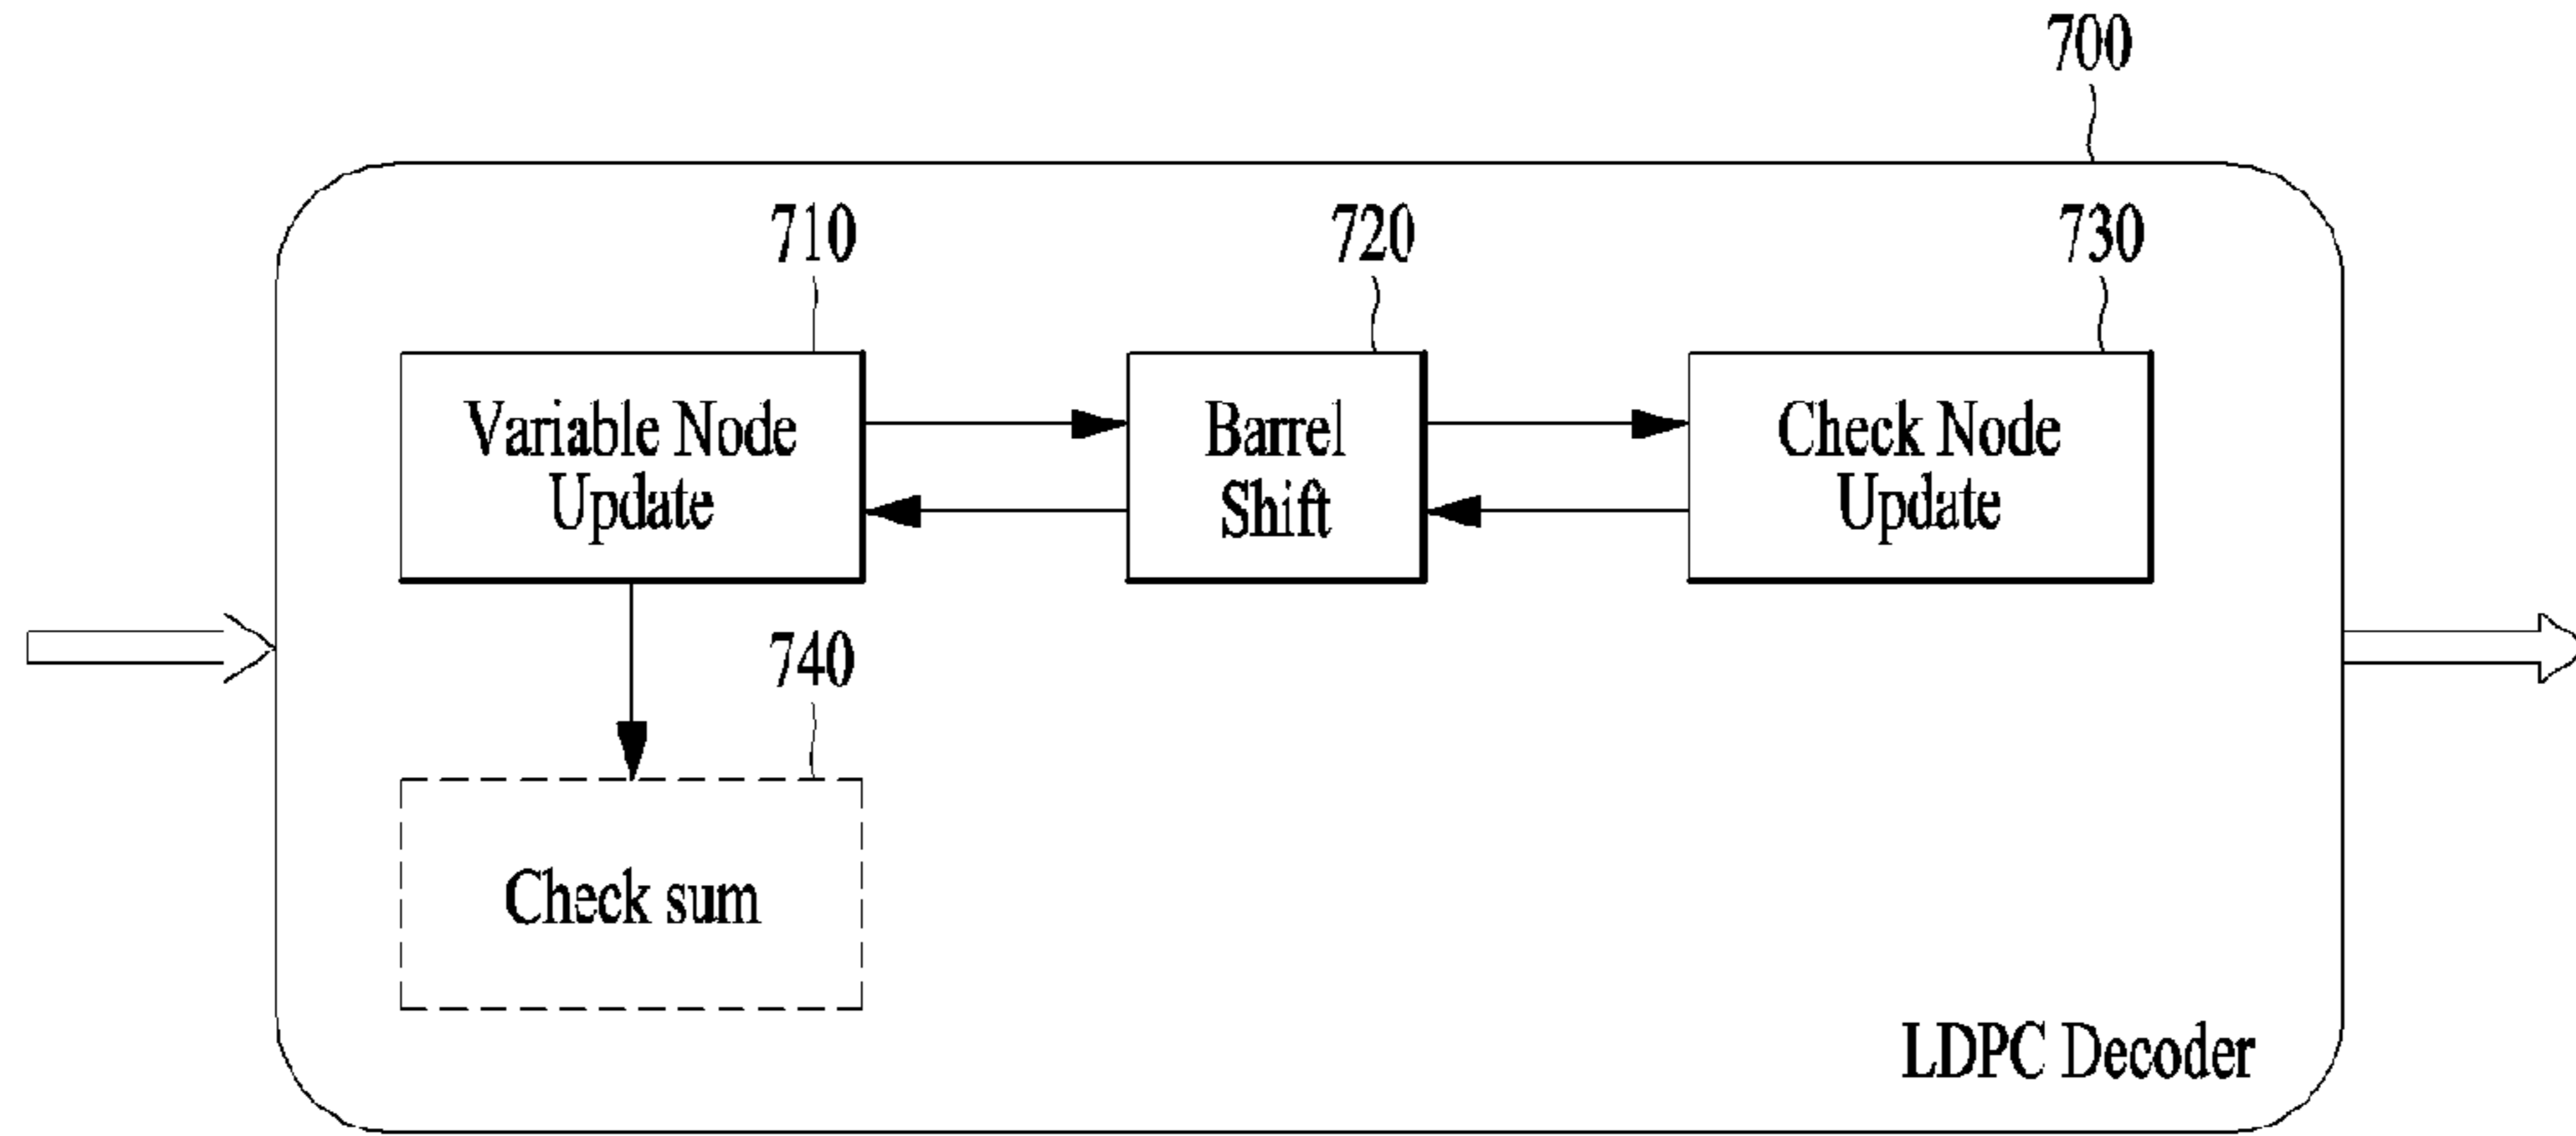 700
710
720
730
Variable Node
Update
Barrel
Shift
Check Node
Update
740
Check sum
LDPC Decoder